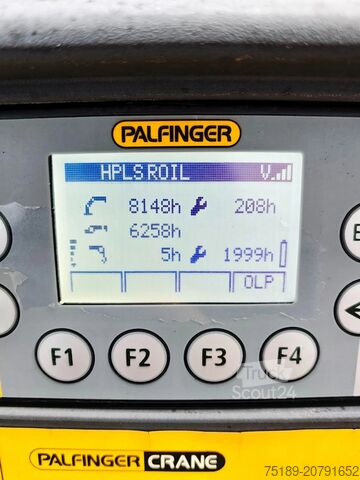 PALFINGER
HPLS ROIL V
8148h 208h
6258h
5h 1999h
OLP
F1 F2 F3 F4
Truck
Scout24
PALFINGER CRANE
75189-20791652